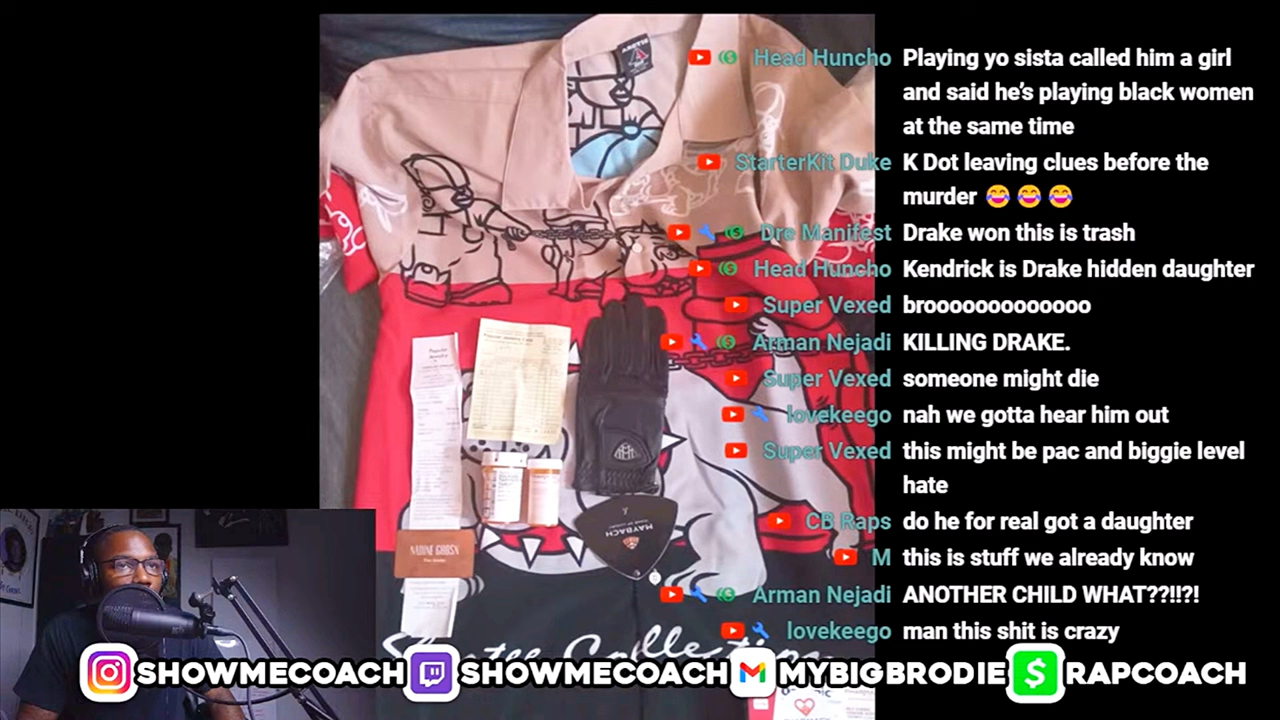 Head Huncho Playing yo sista called him a girl
and said he's playing black women
at the same time
StarterKit Duke K Dot leaving clues before the
murder 😂 😂 😂
Dre Manifest Drake won this is trash
Head Huncho Kendrick is Drake hidden daughter
Super Vexed brooooooooooooo
Arman Nejadi KILLING DRAKE.
Super Vexed someone might die
lovekeego nah we gotta hear him out
Super Vexed this might be pac and biggie level
hate
CB Raps do he for real got a daughter
M this is stuff we already know
Arman Nejadi ANOTHER CHILD WHAT??!!?!
lovekeego man this shit is crazy
Popular
Jewelry
MAYBACH
NADINE GHOSN
SHOWMECOACH SHOWMECOACH MYBIGBRODIE RAPCOACH